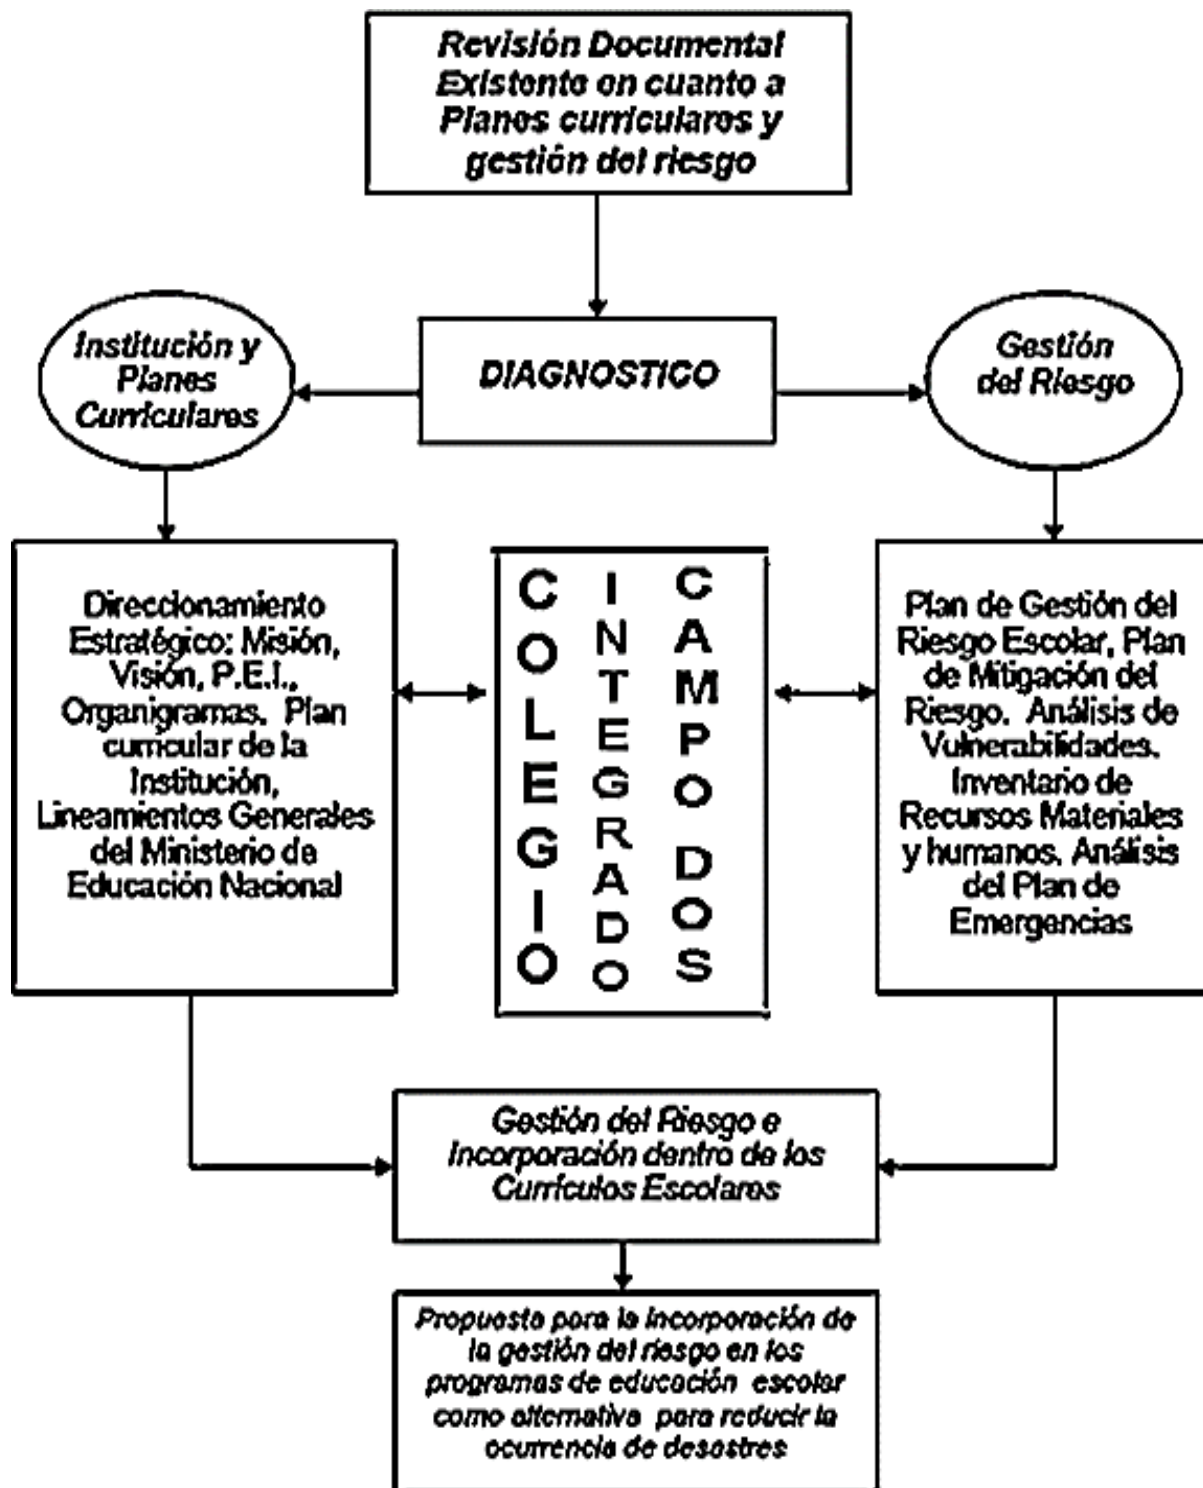 Revisión Documental
Existente en cuanto a
Planes curriculares y
gestión del riesgo
Institución y
Planes
Curriculares
DIAGNOSTICO
Gestión
del Riesgo
Direccionamiento
Estratégico: Misión,
Visión, P.E.I.,
Organigramas. Plan
curricular de la
Institución,
Lineamientos Generales
del Ministerio de
Educación Nacional
COLEGIO
INTEGRADO
CAMPO DOS
Plan de Gestión del
Riesgo Escolar, Plan
de Mitigación del
Riesgo. Análisis de
Vulnerabilidades.
Inventario de
Recursos Materiales
y humanos. Análisis
del Plan de
Emergencias
Gestión del Riesgo e
Incorporación dentro de los
Currículos Escolares
Propuesta para la incorporación de
la gestión del riesgo en los
programas de educación escolar
como alternativa para reducir la
ocurrencia de desastres